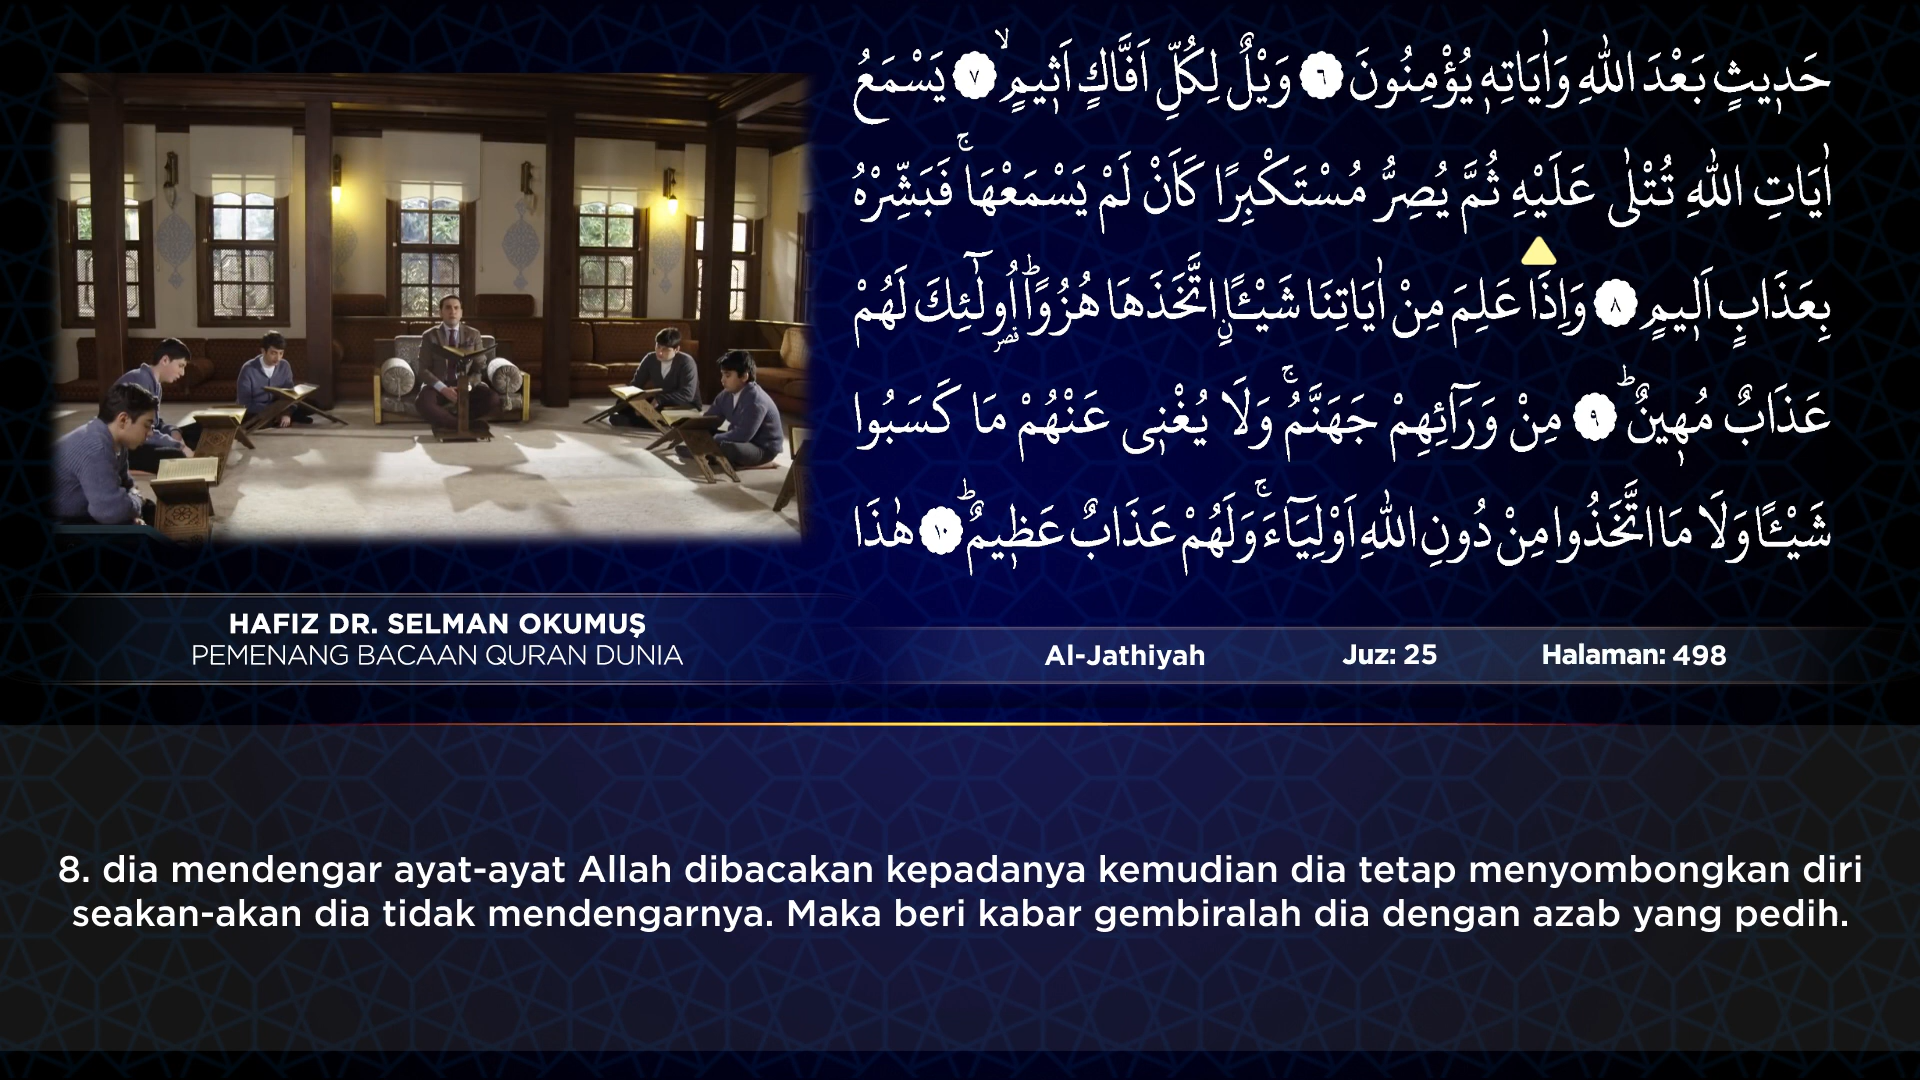 حَدٖيثٍ بَعْدَ اللّٰهِ وَاٰيَاتِهٖ يُؤْمِنُونَ ﴿٦﴾ وَيْلٌ لِكُلِّ اَفَّاكٍ اَثٖيمٍۙ ﴿٧﴾ يَسْمَعُ
اٰيَاتِ اللّٰهِ تُتْلٰى عَلَيْهِ ثُمَّ يُصِرُّ مُسْتَكْبِرًا كَاَنْ لَمْ يَسْمَعْهَاۚ فَبَشِّرْهُ
بِعَذَابٍ اَلٖيمٍ ﴿٨﴾ وَاِذَا عَلِمَ مِنْ اٰيَاتِنَا شَيْـًٔاۨ اتَّخَذَهَا هُزُوًاؕ اُو۬لٰٓئِكَ لَهُمْ
عَذَابٌ مُهٖينٌؕ ﴿٩﴾ مِنْ وَرَٓائِهِمْ جَهَنَّمُۚ وَلَا يُغْنٖى عَنْهُمْ مَا كَسَبُوا
شَيْـًٔا وَلَا مَا اتَّخَذُوا مِنْ دُونِ اللّٰهِ اَوْلِيَٓاءَۚ وَلَهُمْ عَذَابٌ عَظٖيمٌؕ ﴿١٠﴾ هٰذَا
HAFIZ DR. SELMAN OKUMUŞ
PEMENANG BACAAN QURAN DUNIA
Al-Jathiyah Juz: 25 Halaman: 498
8. dia mendengar ayat-ayat Allah dibacakan kepadanya kemudian dia tetap menyombongkan diri
seakan-akan dia tidak mendengarnya. Maka beri kabar gembiralah dia dengan azab yang pedih.